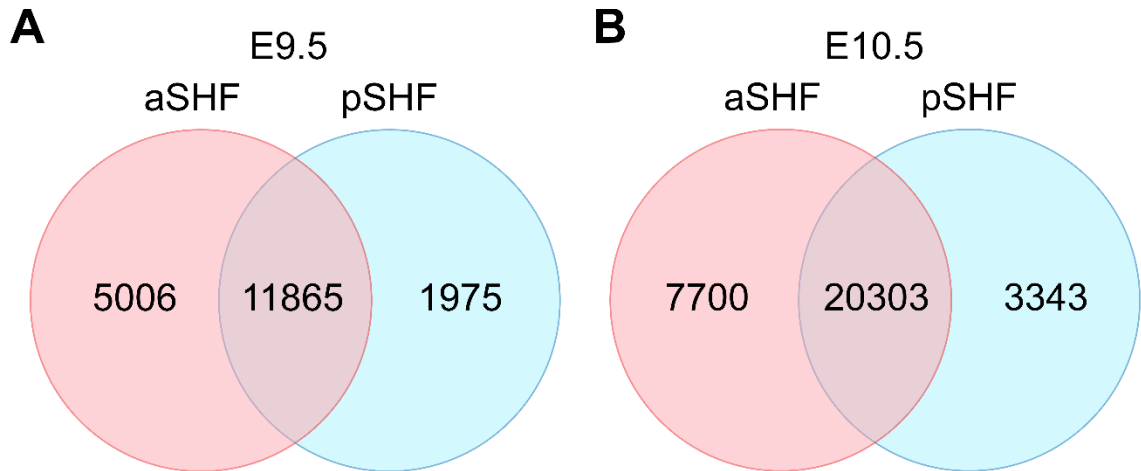 A
E9.5
aSHF pSHF
5006 11865 1975
B
E10.5
aSHF pSHF
7700 20303 3343